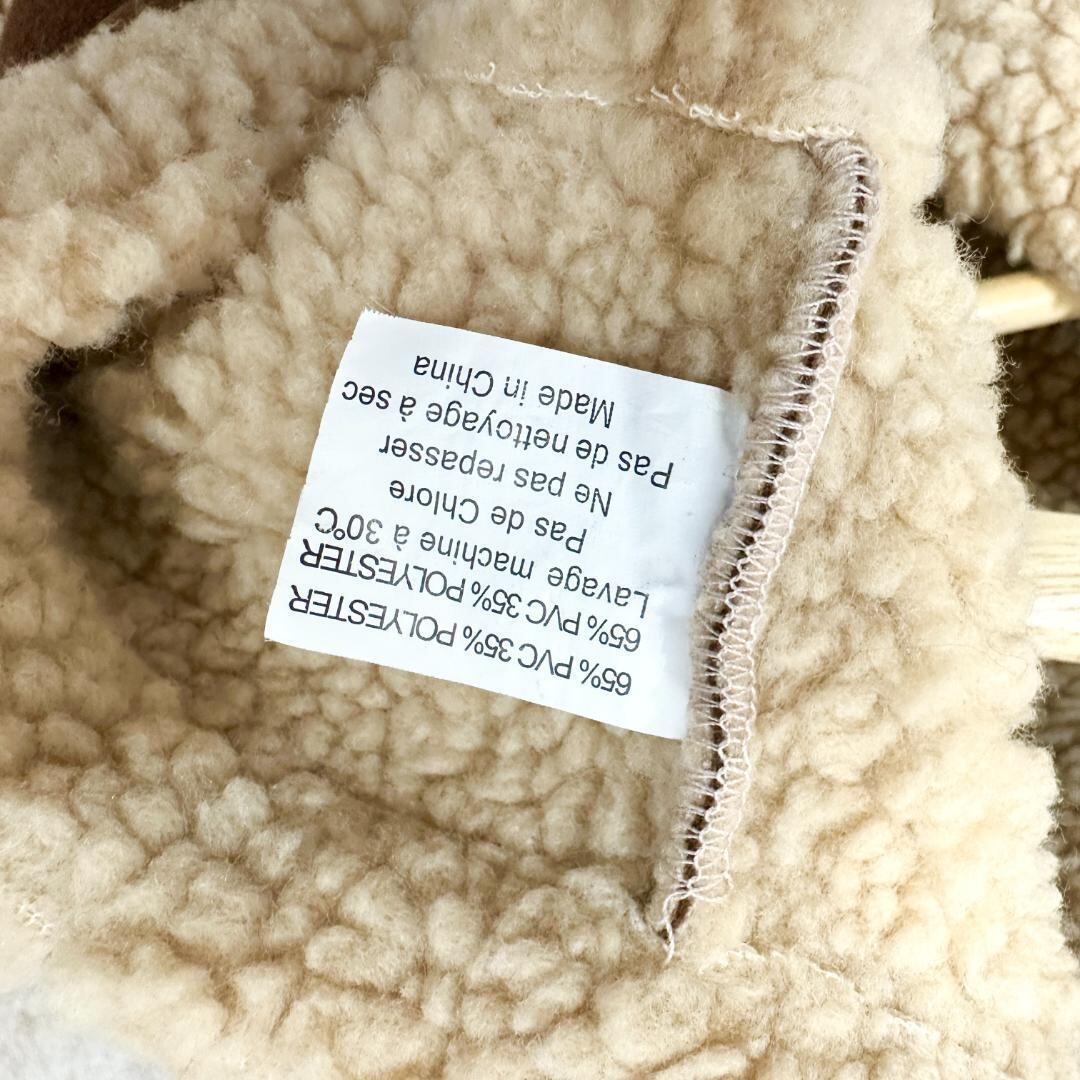 65% PVC 35% POLYESTER
65% PVC 35% POLYESTER
Lavage machine à 30°C
Pas de Chlore
Ne pas repasser
Pas de nettoyage à sec
Made in China